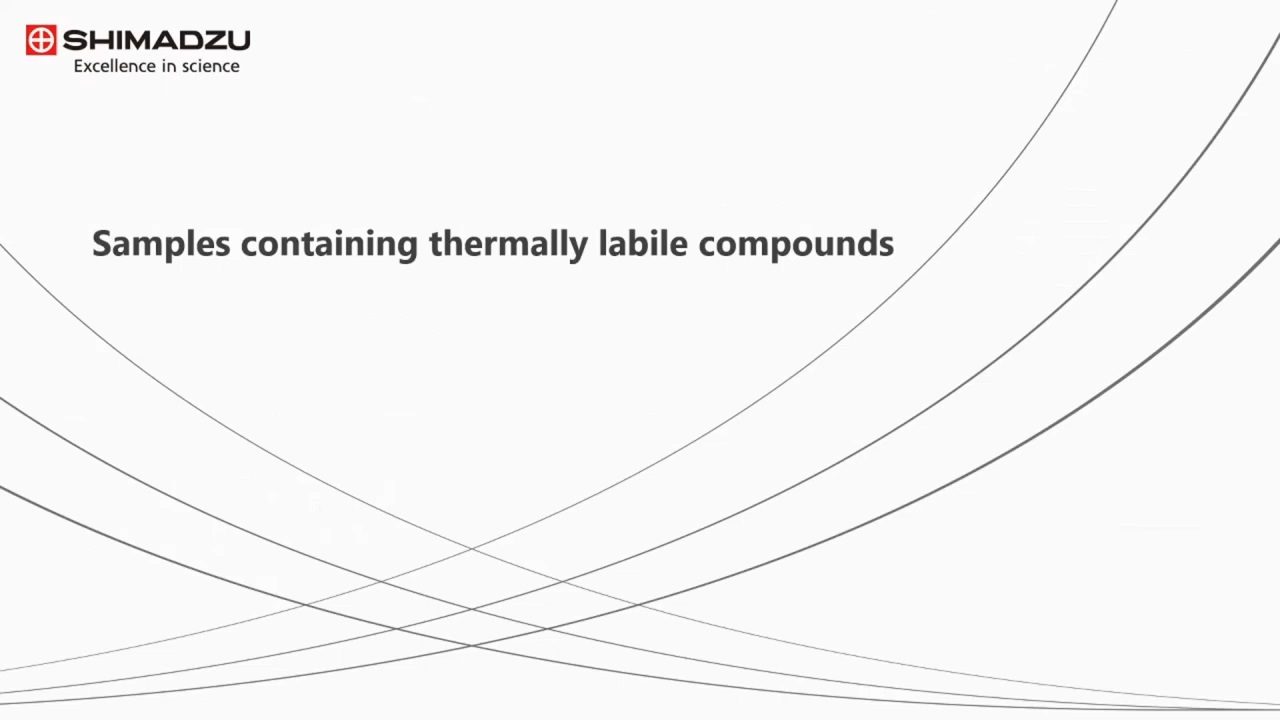 SHIMADZU
Excellence in science
Samples containing thermally labile compounds